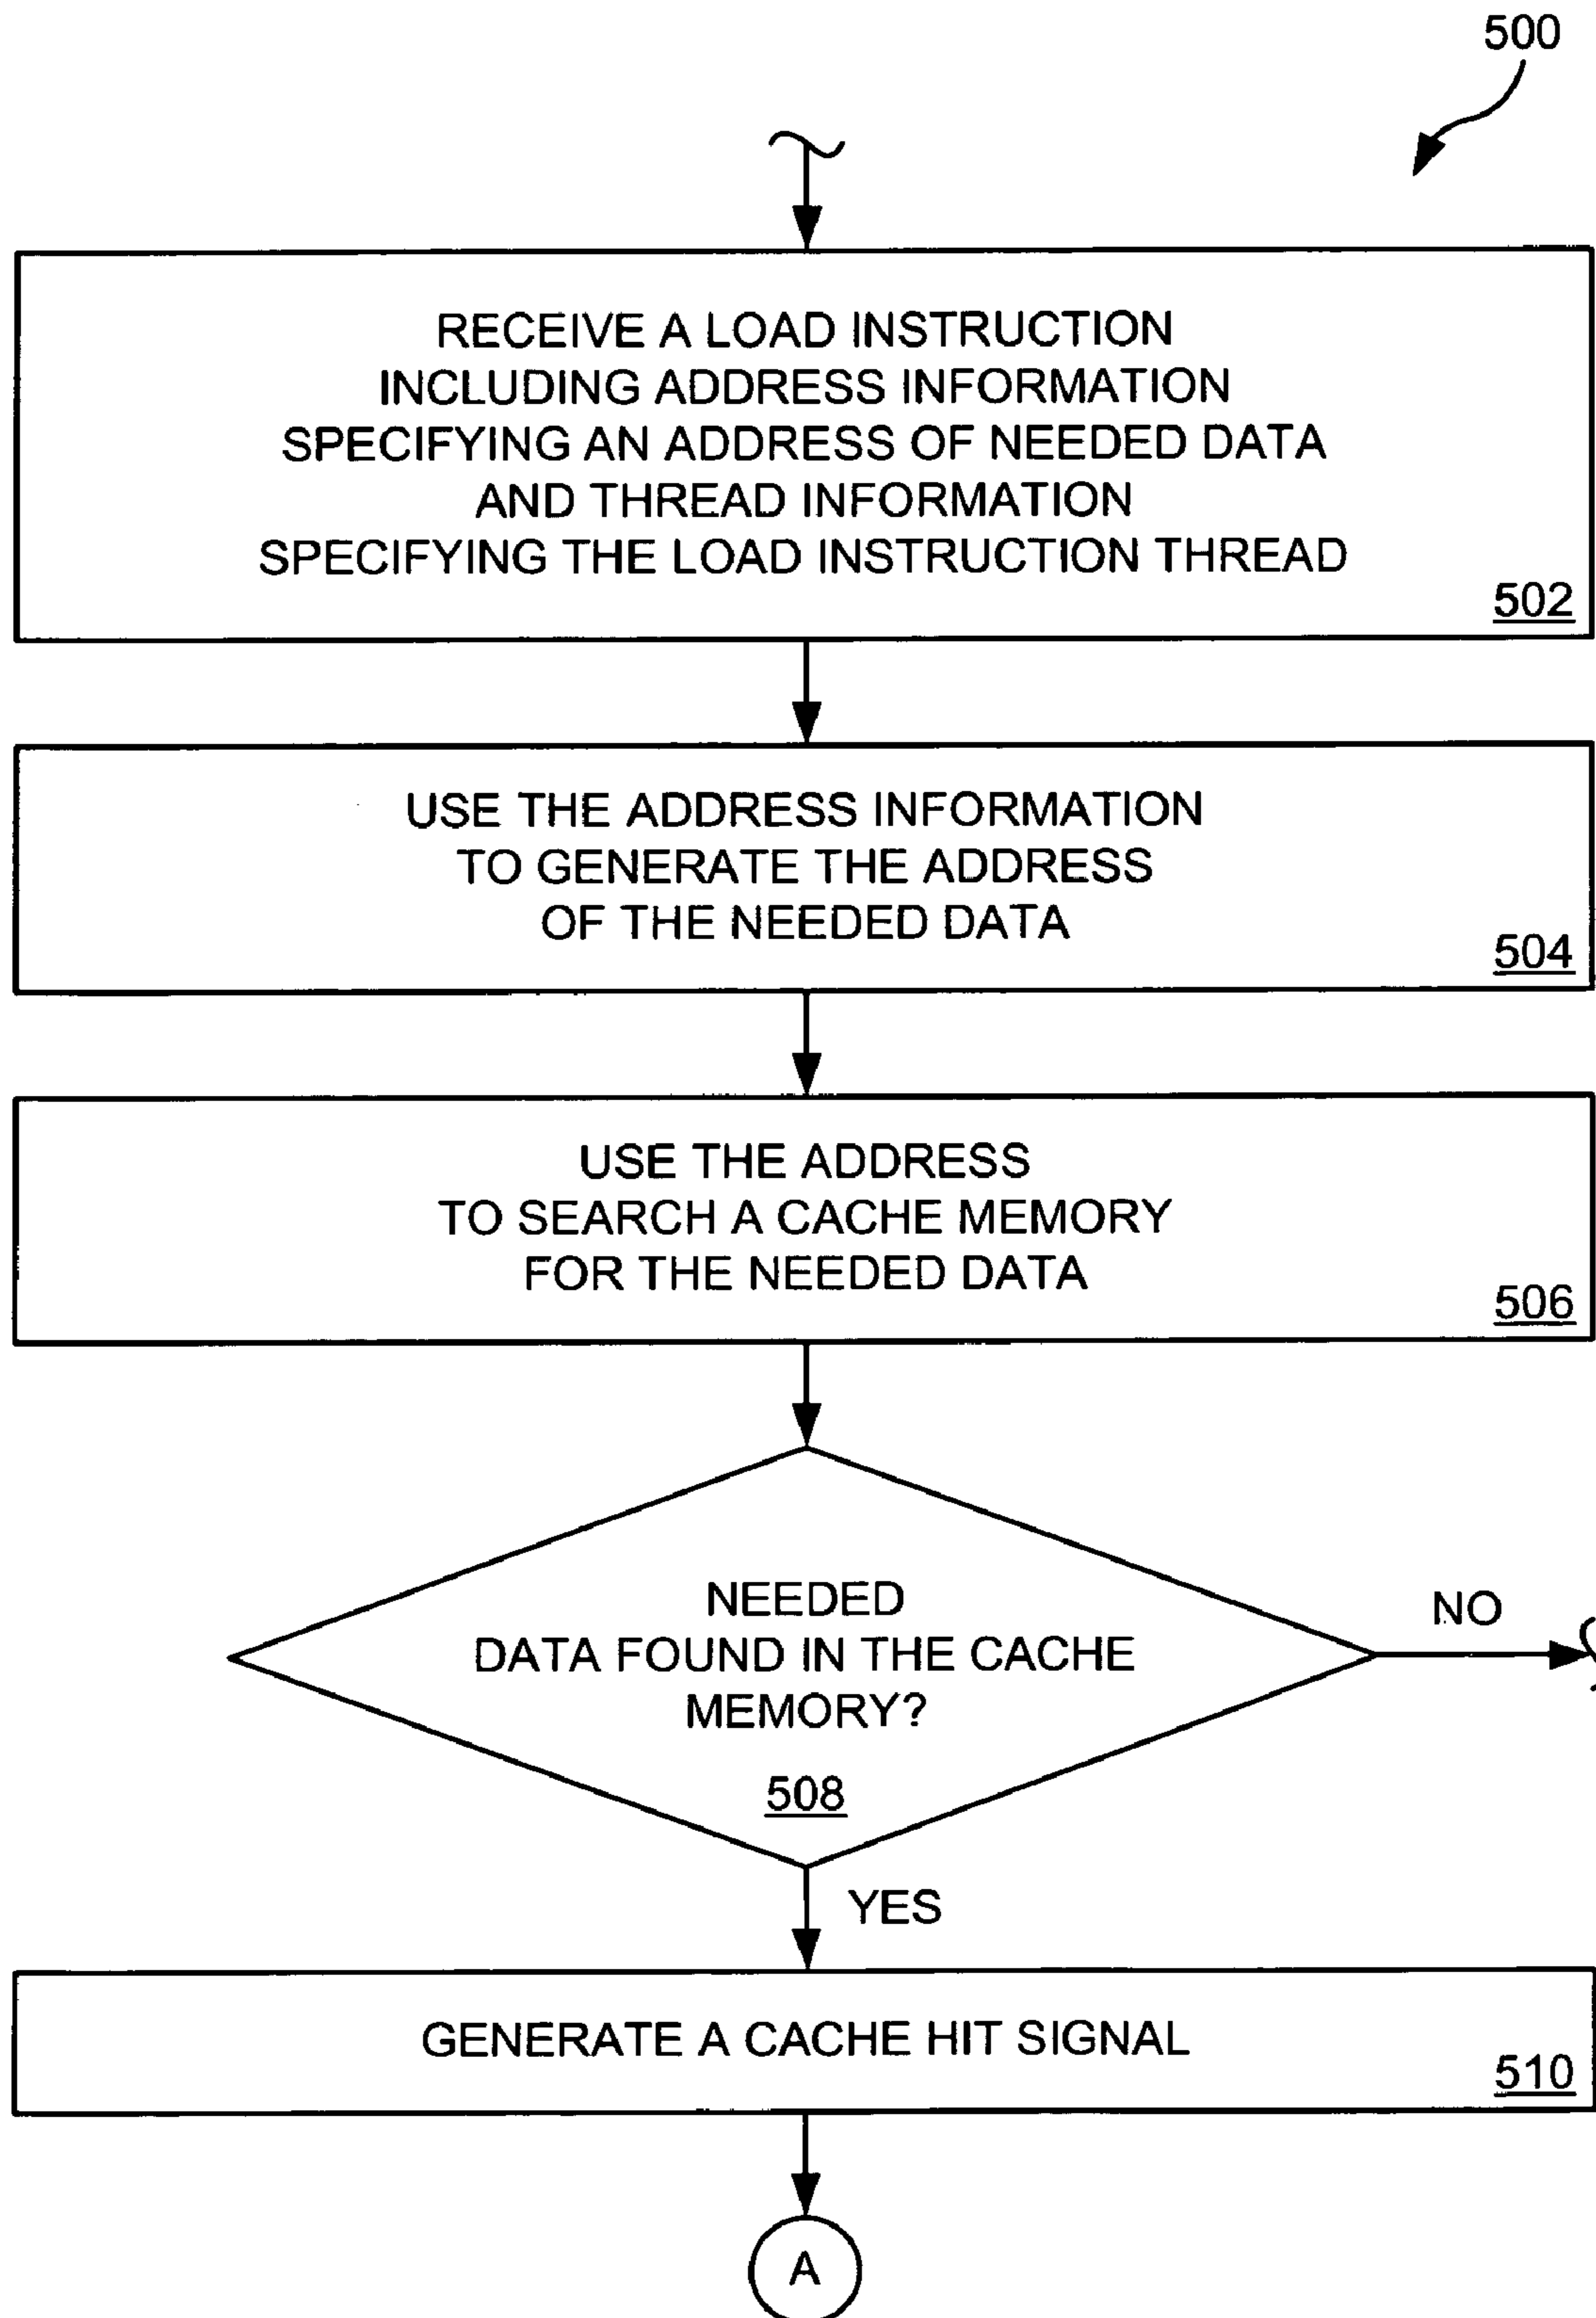 500
RECEIVE A LOAD INSTRUCTION
INCLUDING ADDRESS INFORMATION
SPECIFYING AN ADDRESS OF NEEDED DATA
AND THREAD INFORMATION
SPECIFYING THE LOAD INSTRUCTION THREAD
502
USE THE ADDRESS INFORMATION
TO GENERATE THE ADDRESS
OF THE NEEDED DATA
504
USE THE ADDRESS
TO SEARCH A CACHE MEMORY
FOR THE NEEDED DATA
506
NEEDED
DATA FOUND IN THE CACHE
MEMORY?
508
NO
YES
GENERATE A CACHE HIT SIGNAL
510
A